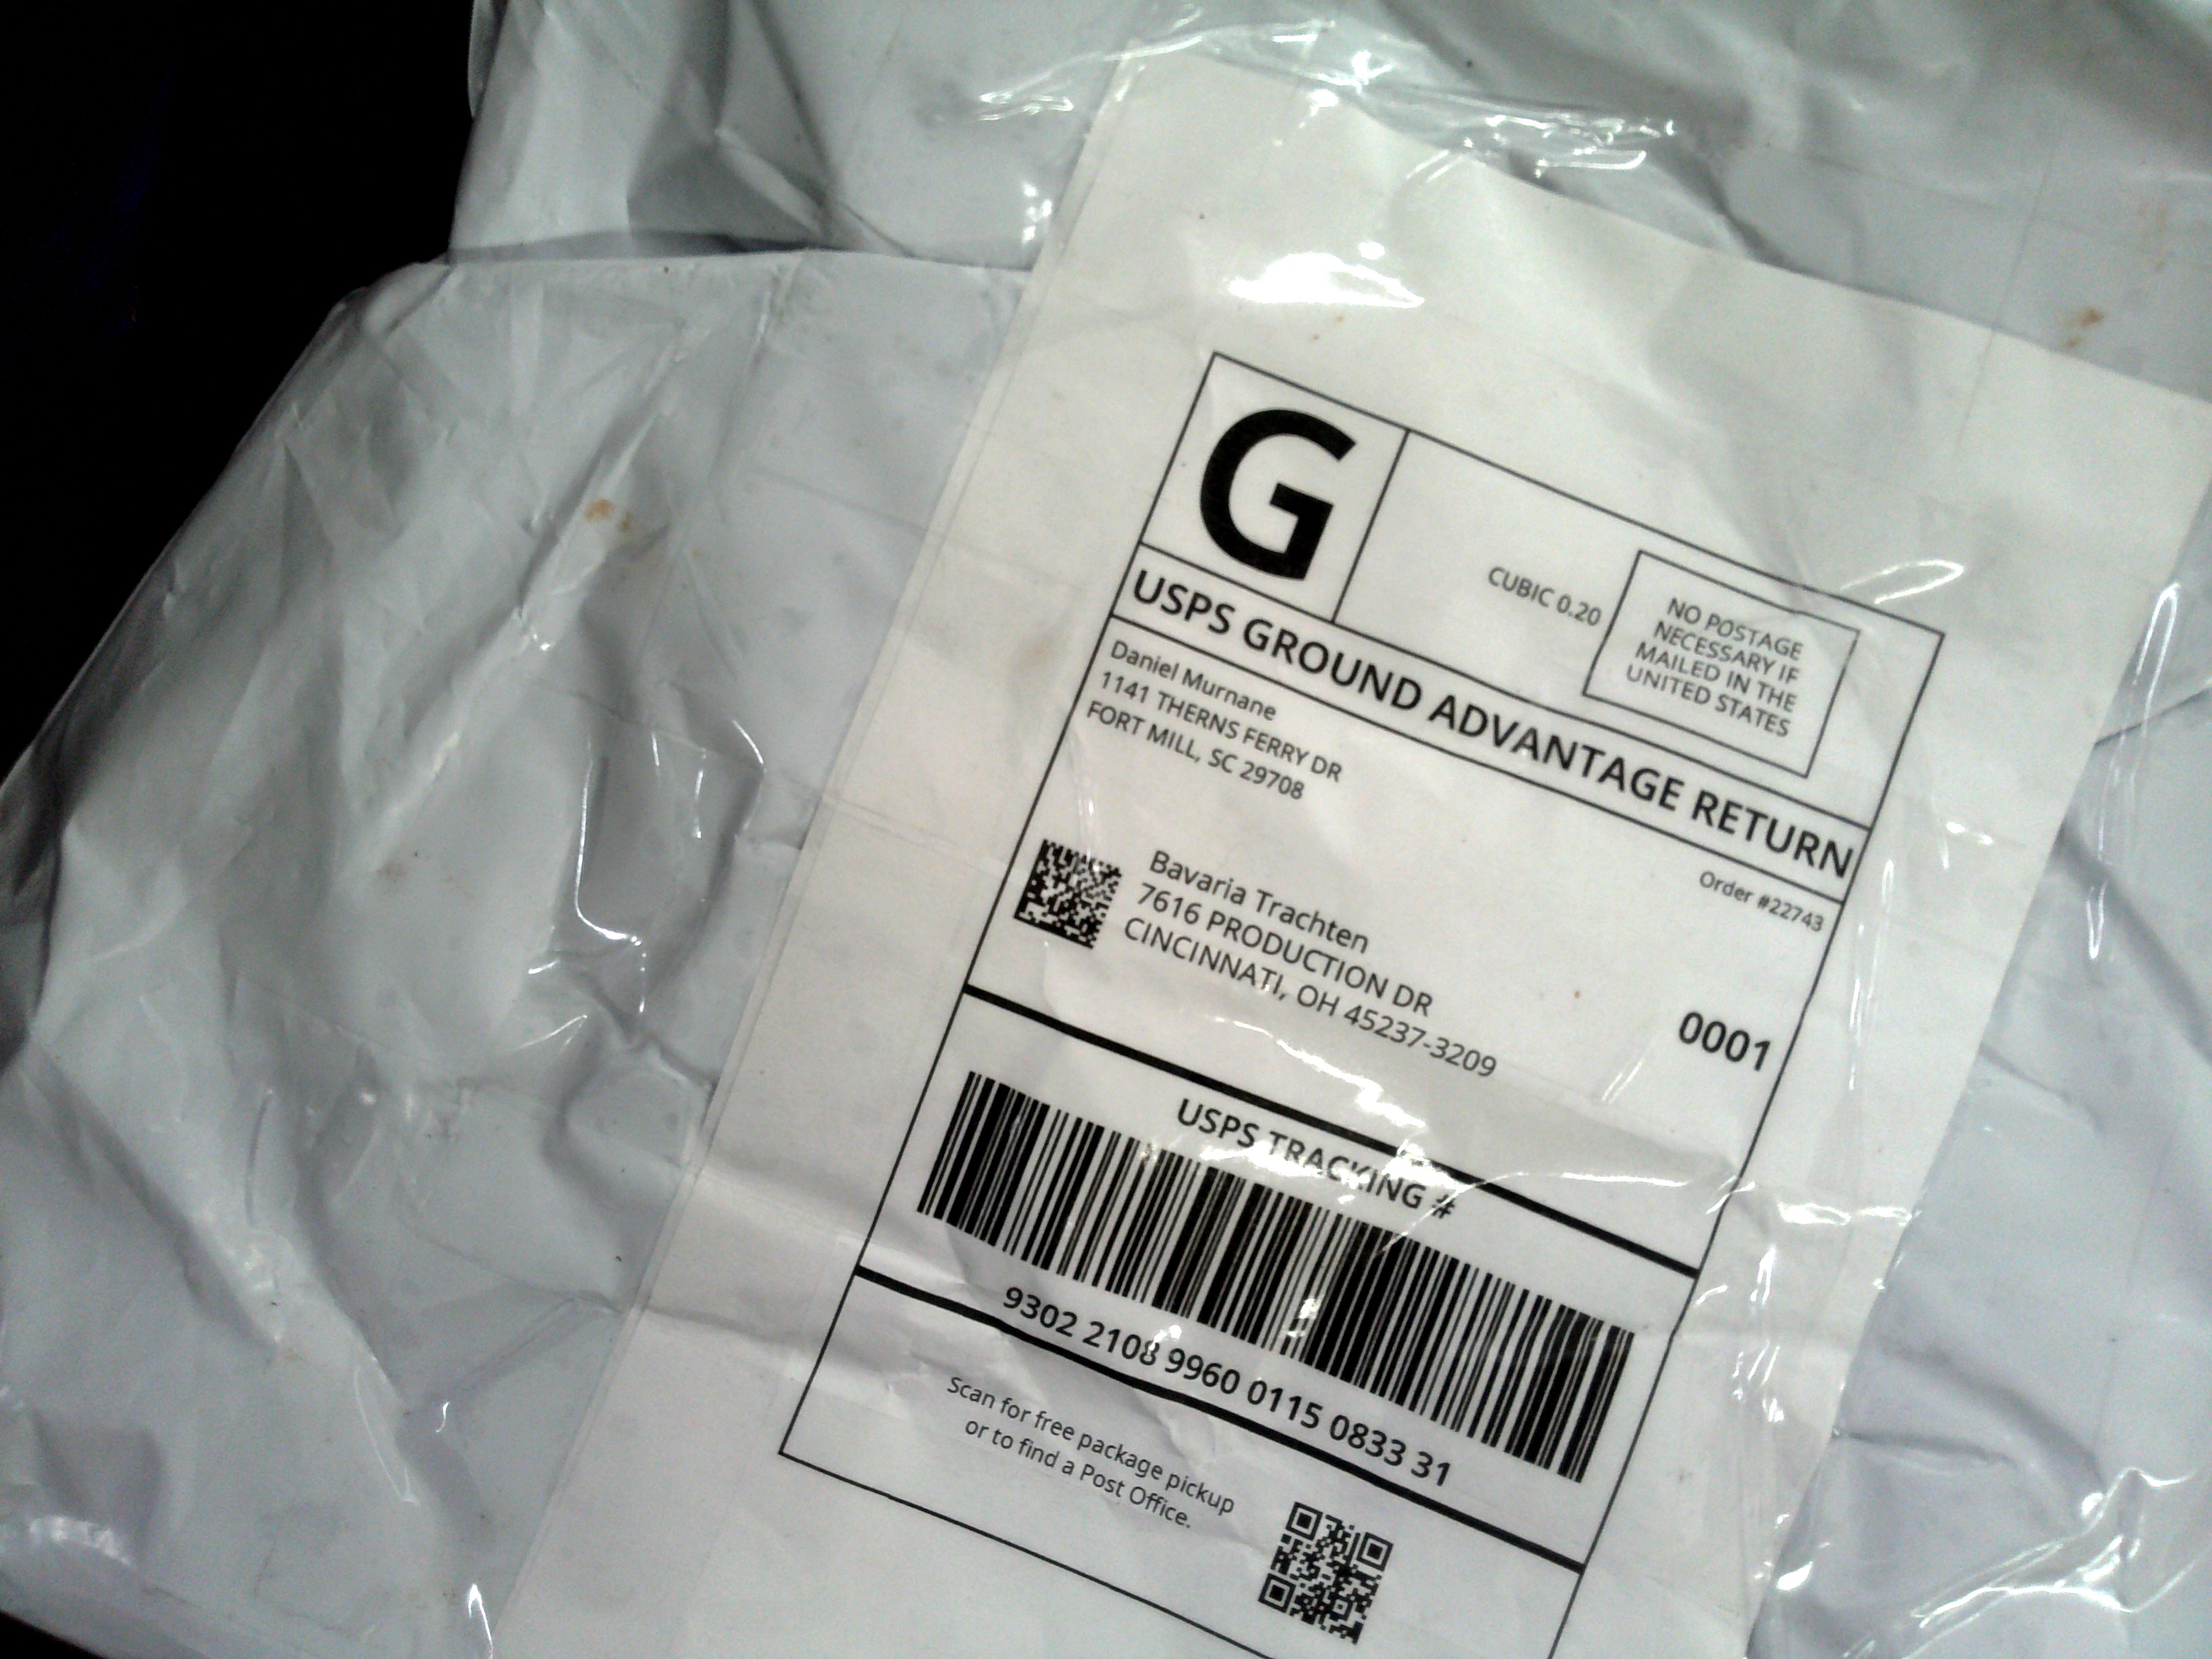 G
CUBIC 0.20
NO POSTAGE
NECESSARY IF
MAILED IN THE
UNITED STATES
USPS GROUND ADVANTAGE RETURN
Daniel Murnane
1141 THERNS FERRY DR
FORT MILL, SC 29708
Order #22743
Bavaria Trachten
7616 PRODUCTION DR
CINCINNATI, OH 45237-3209
0001
USPS TRACKING #
9302 2108 9960 0115 0833 31
Scan for free package pickup
or to find a Post Office.